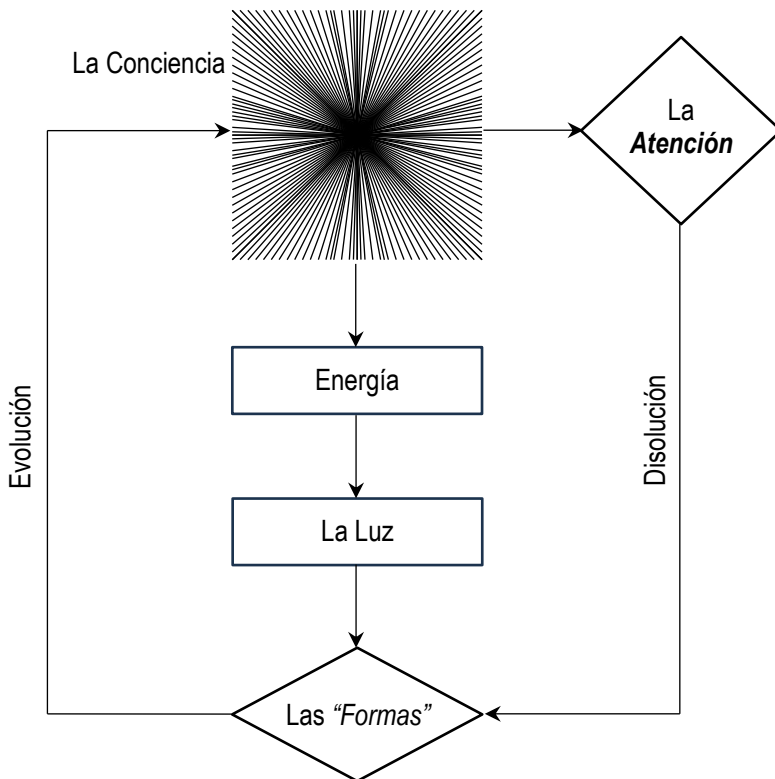 La Conciencia
La
Atención
Energía
Evolución
Disolución
La Luz
Las “Formas”